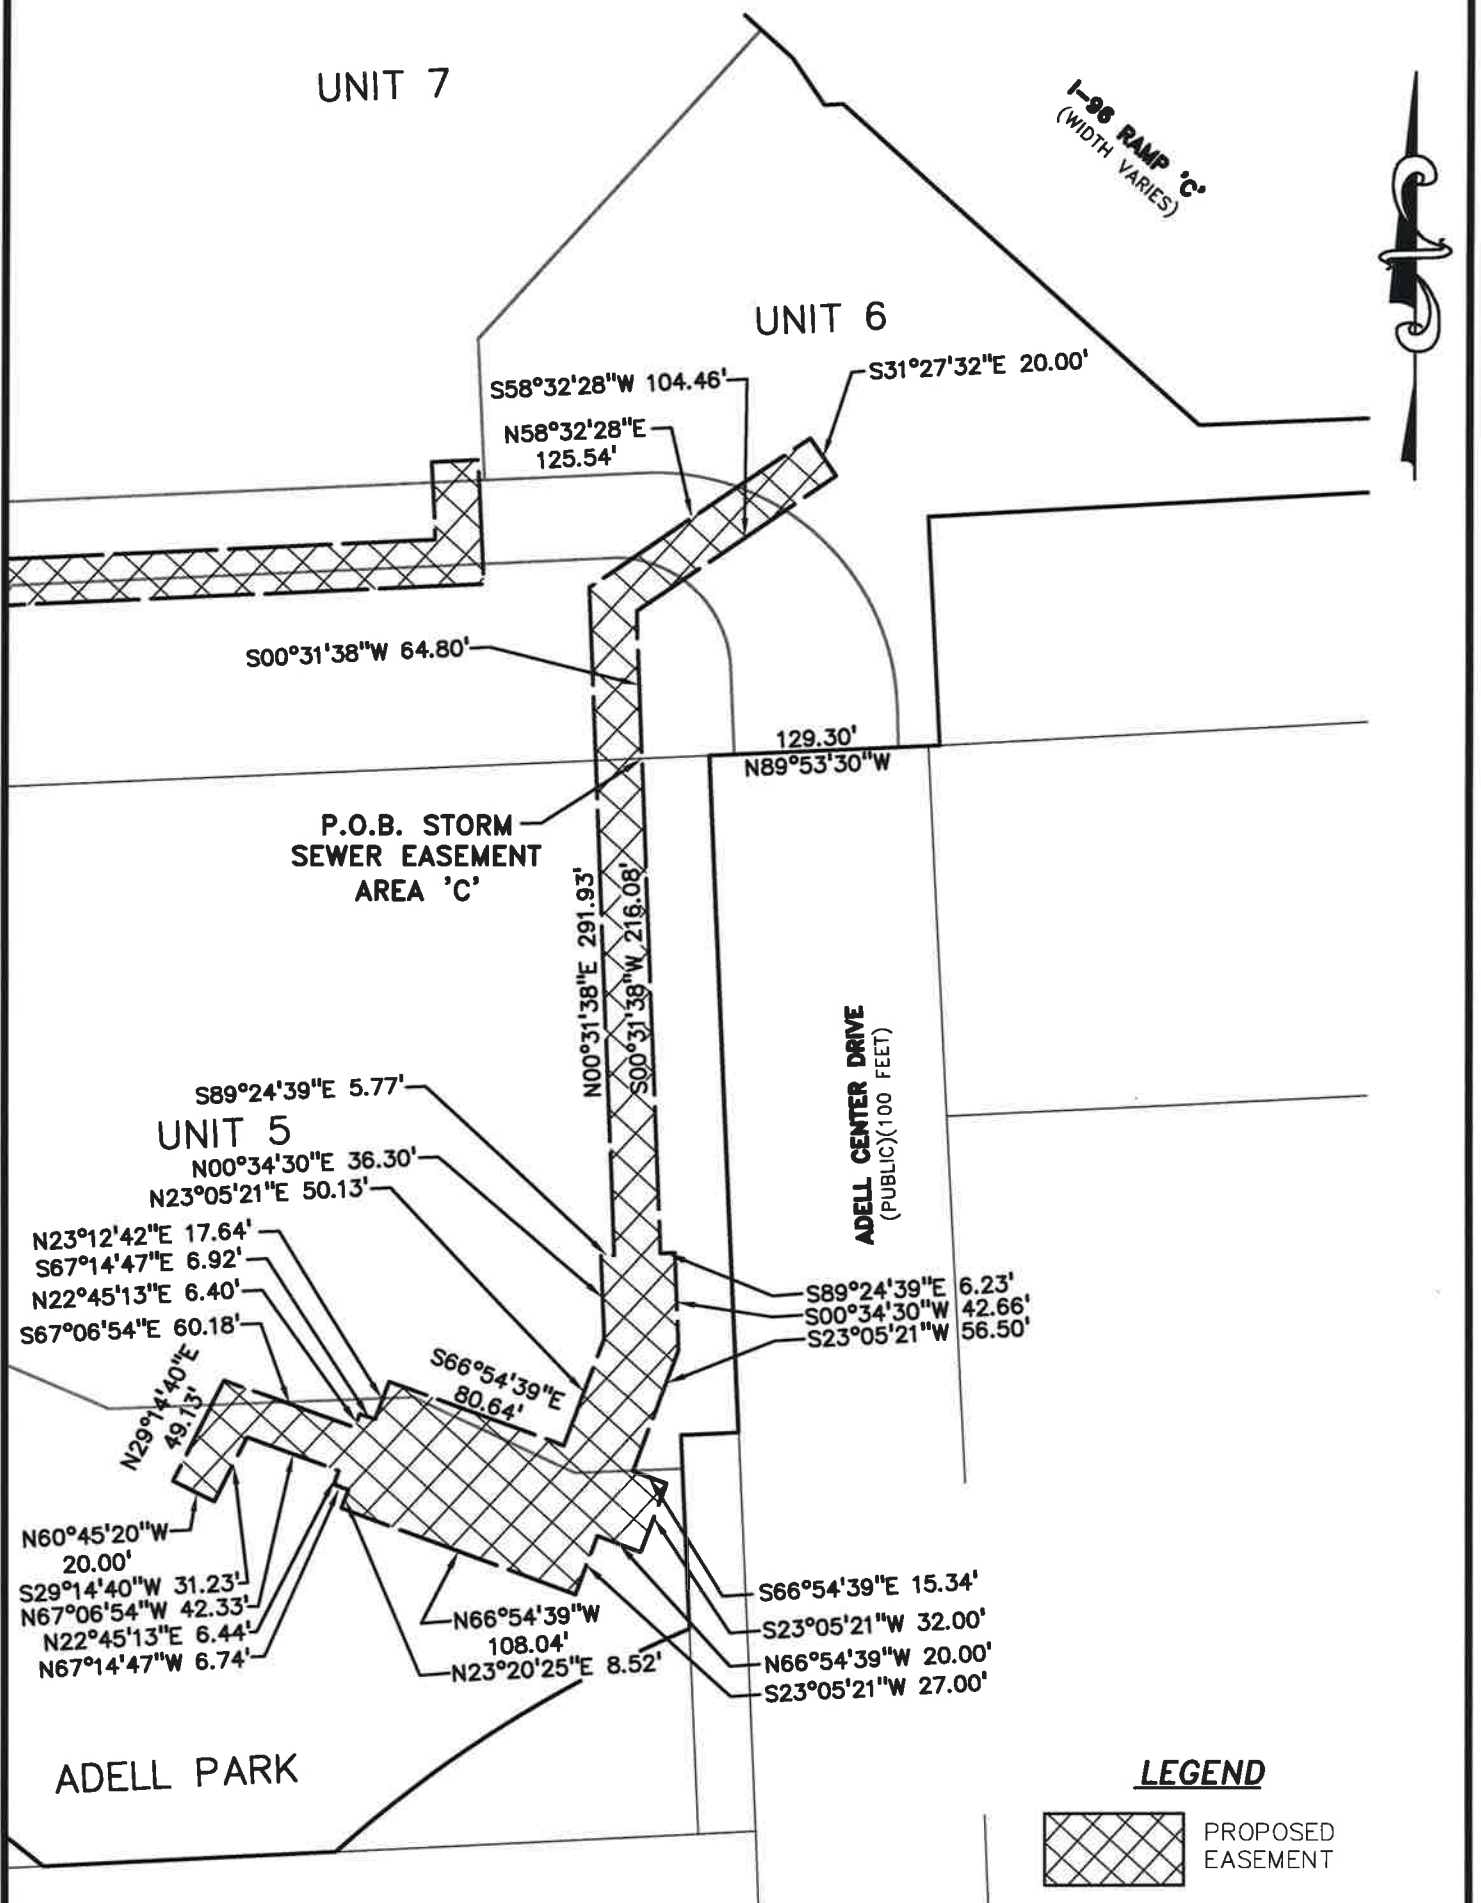 UNIT 7
I-96 RAMP 'C'
(WIDTH VARIES)
UNIT 6
S58°32'28"W 104.46'
S31°27'32"E 20.00'
N58°32'28"E
125.54'
S00°31'38"W 64.80'
129.30'
N89°53'30"W
P.O.B. STORM
SEWER EASEMENT
AREA 'C'
N00°31'38"E 291.93'
S00°31'38"W 216.08'
ADELL CENTER DRIVE
(PUBLIC)(100 FEET)
S89°24'39"E 5.77'
UNIT 5
N00°34'30"E 36.30'
N23°05'21"E 50.13'
N23°12'42"E 17.64'
S67°14'47"E 6.92'
N22°45'13"E 6.40'
S67°06'54"E 60.18'
S89°24'39"E 6.23'
S00°34'30"W 42.66'
S23°05'21"W 56.50'
N29°14'40"E
49.13'
S66°54'39"E
80.64'
N60°45'20"W
20.00'
S29°14'40"W 31.23'
N67°06'54"W 42.33'
N22°45'13"E 6.44'
N67°14'47"W 6.74'
N66°54'39"W
108.04'
N23°20'25"E 8.52'
S66°54'39"E 15.34'
S23°05'21"W 32.00'
N66°54'39"W 20.00'
S23°05'21"W 27.00'
ADELL PARK
LEGEND
PROPOSED
EASEMENT